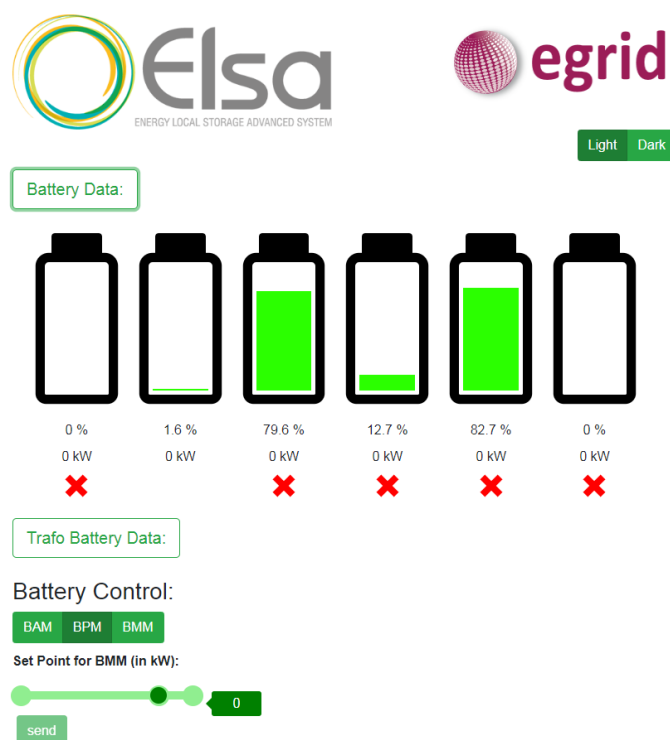 Elsa
ENERGY LOCAL STORAGE ADVANCED SYSTEM
egrid
Light Dark
Battery Data:
0 % 1.6 % 79.6 % 12.7 % 82.7 % 0 %
0 kW 0 kW 0 kW 0 kW 0 kW 0 kW
Trafo Battery Data:
Battery Control:
BAM BPM BMM
Set Point for BMM (in kW):
0
send